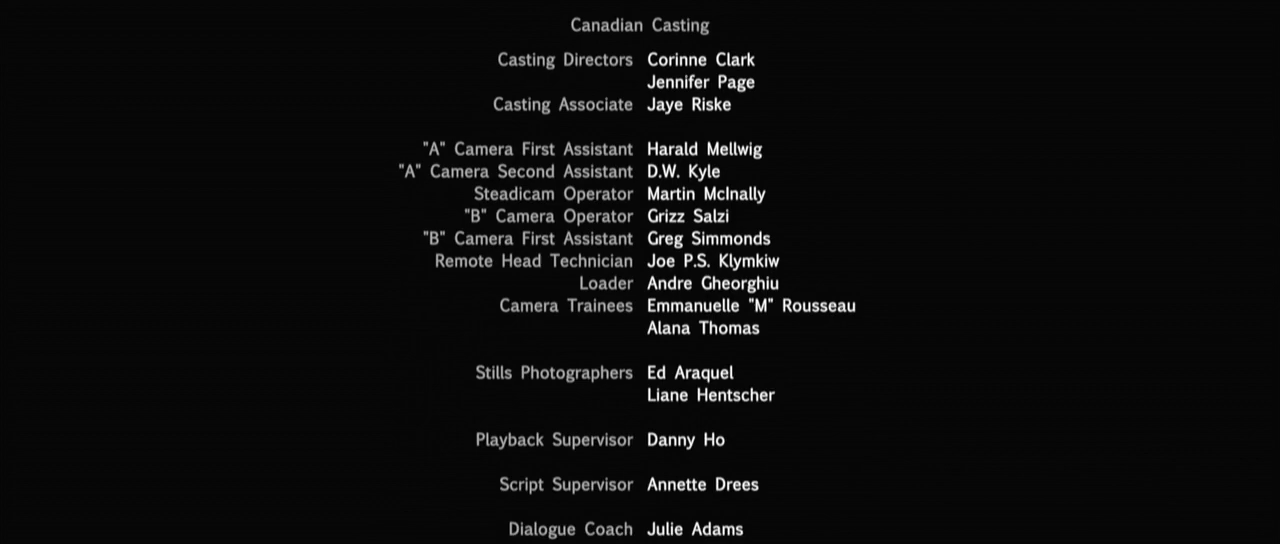 Canadian Casting
Casting Directors Corinne Clark
Jennifer Page
Casting Associate Jaye Riske
"A" Camera First Assistant Harald Mellwig
"A" Camera Second Assistant D.W. Kyle
Steadicam Operator Martin McInally
"B" Camera Operator Grizz Salzi
"B" Camera First Assistant Greg Simmonds
Remote Head Technician Joe P.S. Klymkiw
Loader Andre Gheorghiu
Camera Trainees Emmanuelle "M" Rousseau
Alana Thomas
Stills Photographers Ed Araquel
Liane Hentscher
Playback Supervisor Danny Ho
Script Supervisor Annette Drees
Dialogue Coach Julie Adams